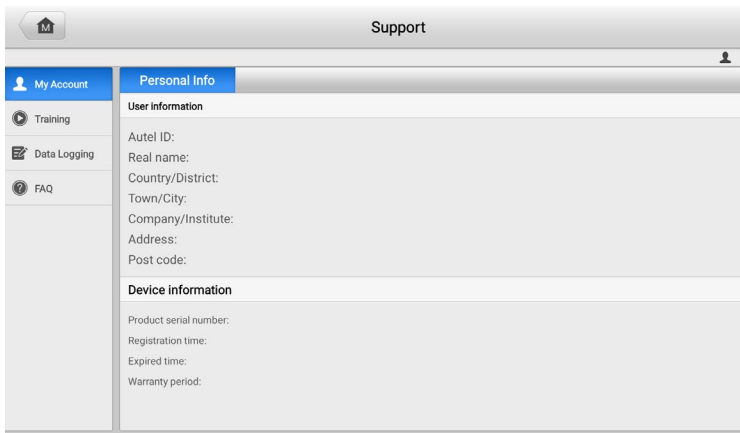 M
Support
My Account
Training
Data Logging
FAQ
Personal Info
User information
Autel ID:
Real name:
Country/District:
Town/City:
Company/Institute:
Address:
Post code:
Device information
Product serial number:
Registration time:
Expired time:
Warranty period: